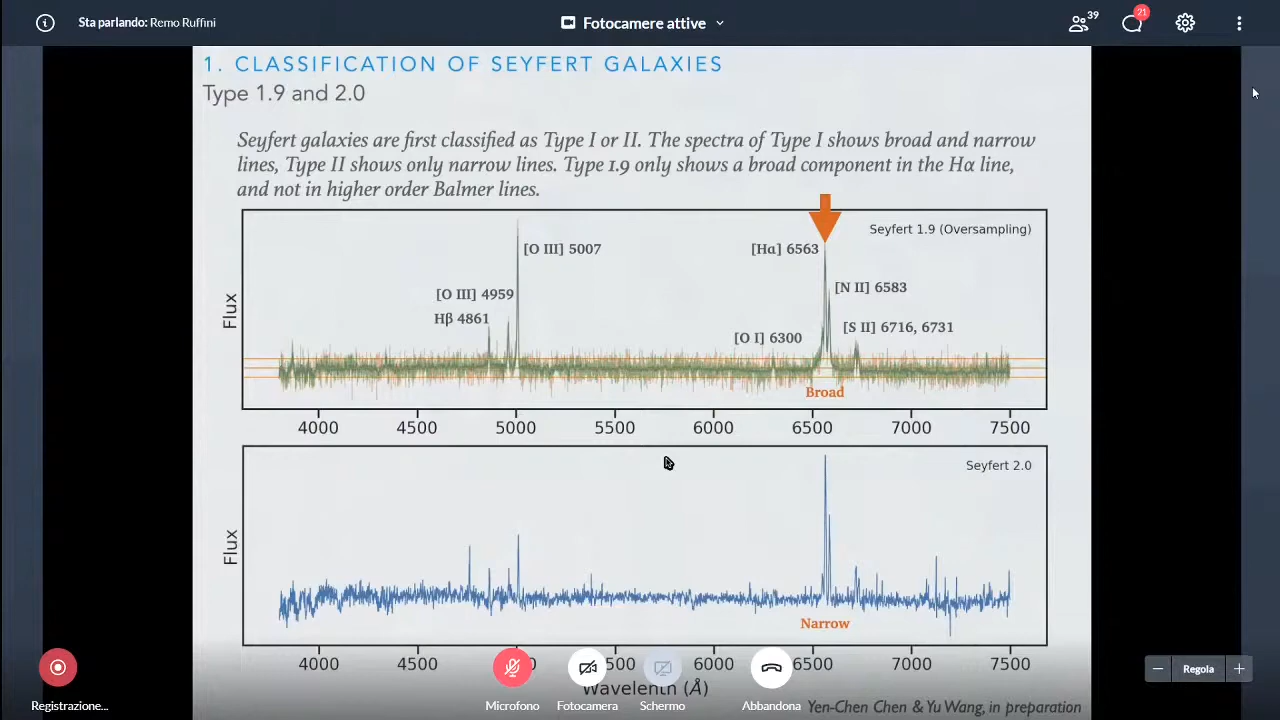 Sta parlando: Remo Ruffini
Fotocamere attive
39
21
1. CLASSIFICATION OF SEYFERT GALAXIES
Type 1.9 and 2.0
Seyfert galaxies are first classified as Type I or II. The spectra of Type I shows broad and narrow
lines, Type II shows only narrow lines. Type 1.9 only shows a broad component in the Hα line,
and not in higher order Balmer lines.
Seyfert 1.9 (Oversampling)
[O III] 5007
[Hα] 6563
[O III] 4959
[N II] 6583
Hβ 4861
[O I] 6300
[S II] 6716, 6731
Flux
Broad
4000 4500 5000 5500 6000 6500 7000 7500
Seyfert 2.0
Flux
Narrow
4000 4500 500 6000 6500 7000 7500
Wavelenth (Å)
Yen-Chen Chen & Yu Wang, in preparation
Registrazione...
Microfono
Fotocamera
Schermo
Abbandona
Regola